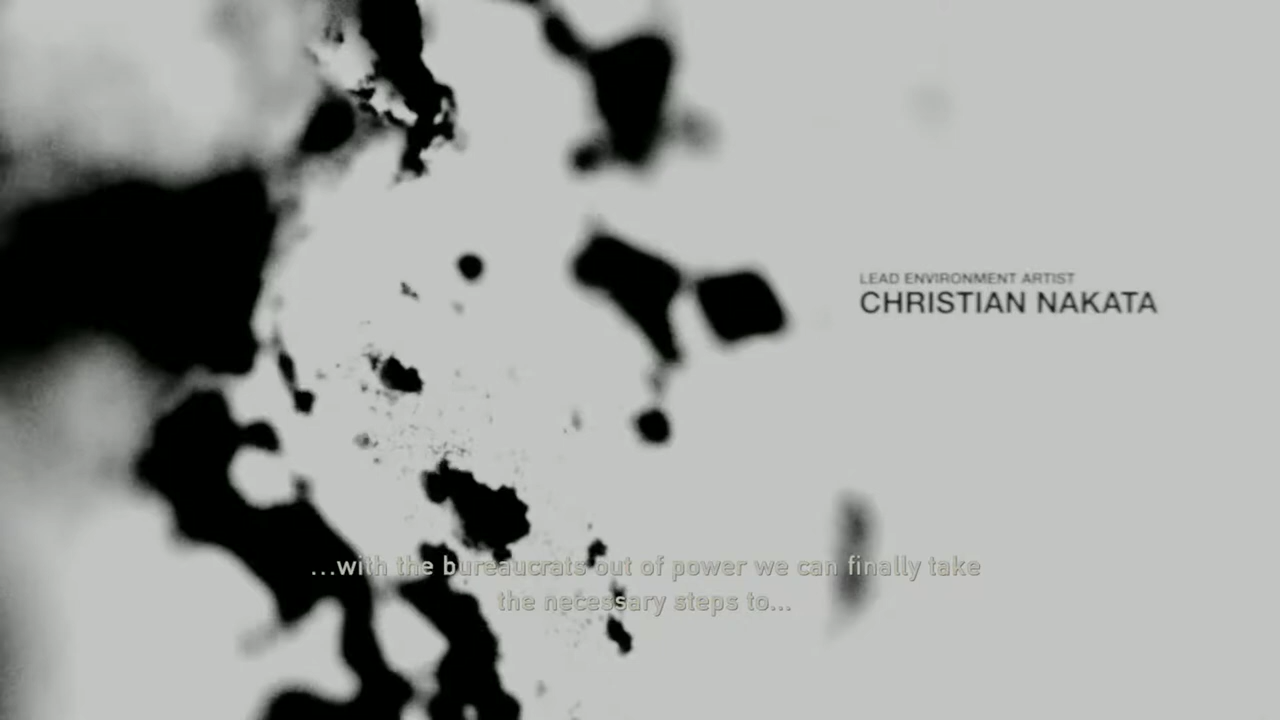 LEAD ENVIRONMENT ARTIST
CHRISTIAN NAKATA
...with the bureaucrats out of power we can finally take
the necessary steps to...